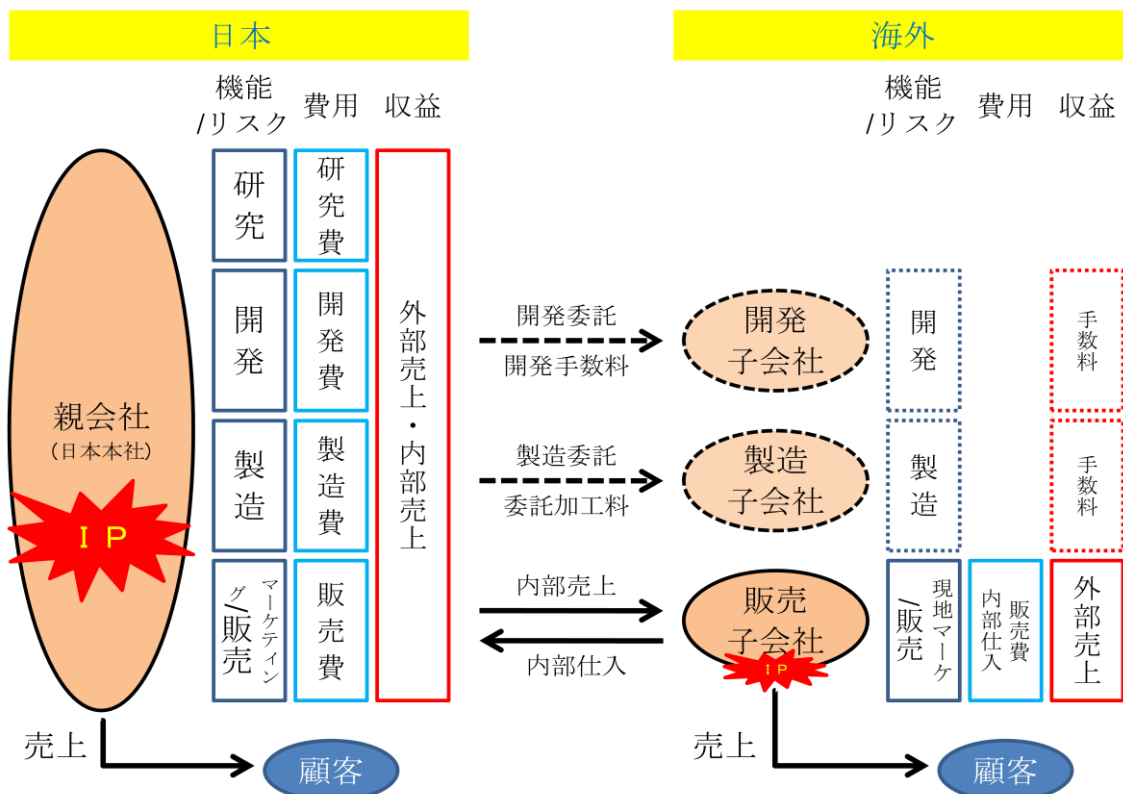 日本
海外
機能
/リスク
費用
収益
機能
/リスク
費用
収益
親会社
(日本本社)
ＩＰ
研究
研究費
開発
開発費
製造
製造費
マーケティン
グ/販売
販売費
外部売上・内部売上
開発委託
開発手数料
製造委託
委託加工料
内部売上
内部仕入
開発
子会社
製造
子会社
販売
子会社
ＩＰ
開発
手数料
製造
手数料
現地マーケ
/販売
販売費
内部仕入
外部売上
売上
顧客
売上
顧客